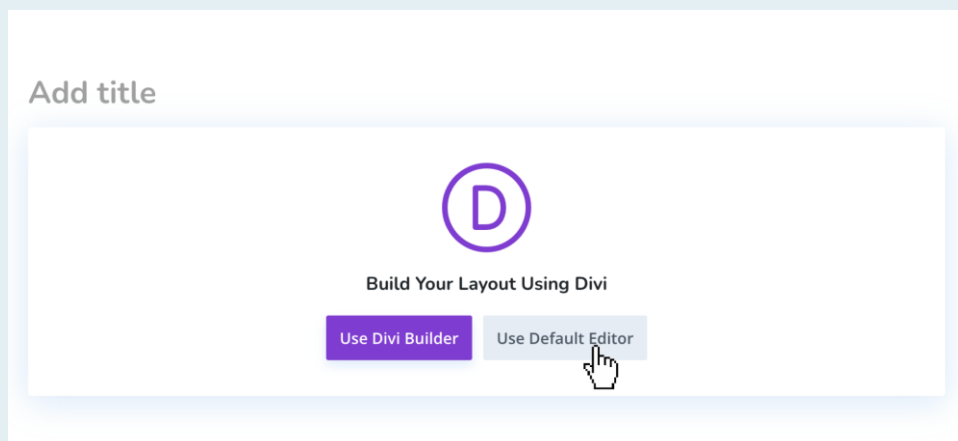 Add title
D
Build Your Layout Using Divi
Use Divi Builder
Use Default Editor